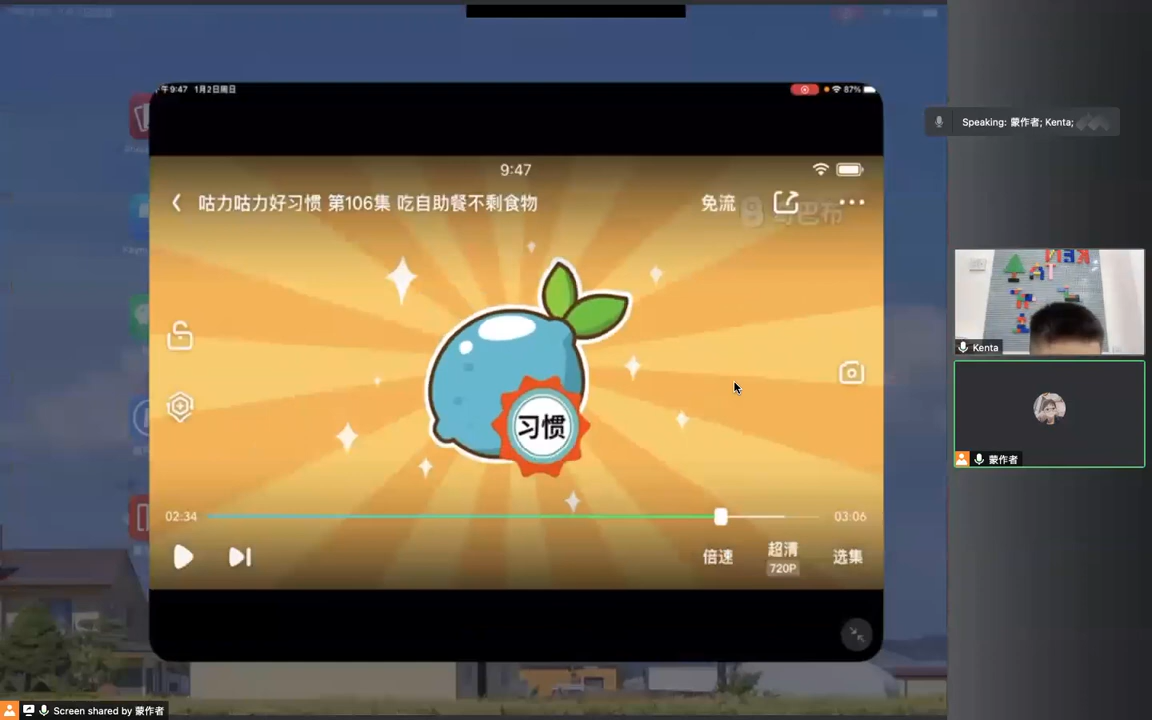 午9:47 1月2日周日
87%
9:47
咕力咕力好习惯 第106集 吃自助餐不剩食物
免流
习惯
02:34
03:06
倍速
超清
720P
选集
Speaking: 蒙作者; Kenta;
KEN
TA
Kenta
蒙作者
Screen shared by 蒙作者